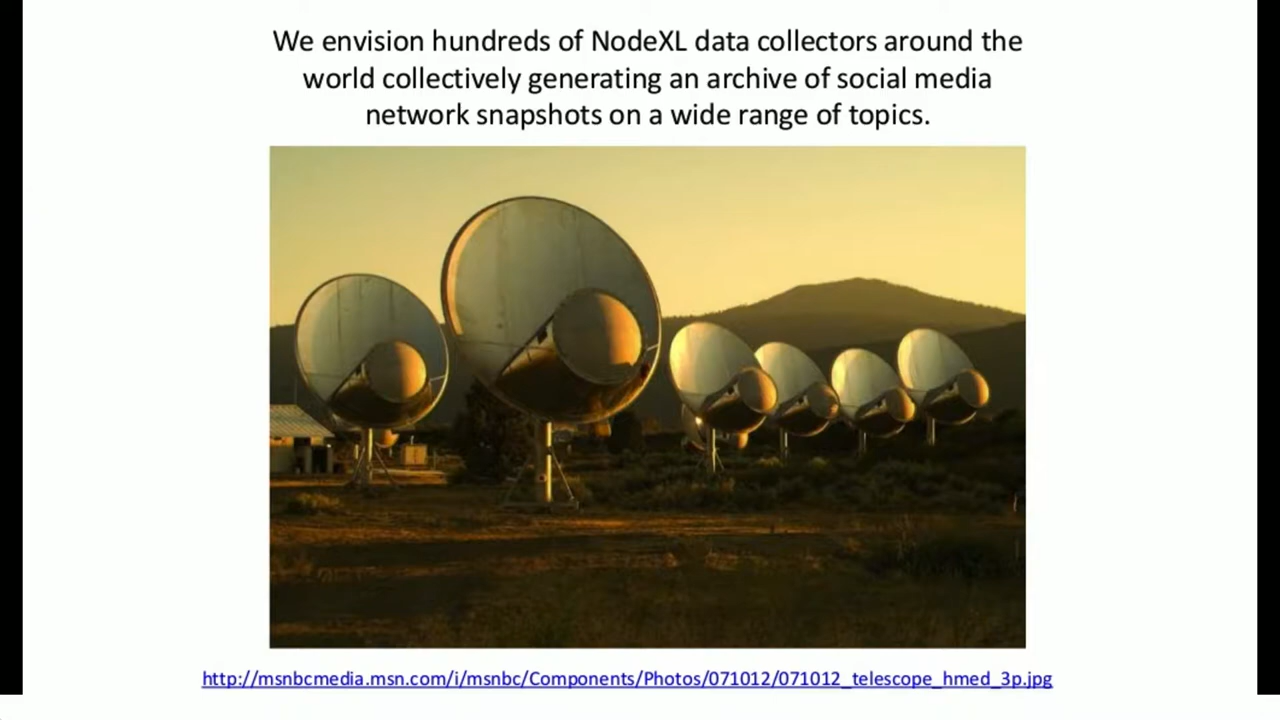 We envision hundreds of NodeXL data collectors around the
world collectively generating an archive of social media
network snapshots on a wide range of topics.
http://msnbcmedia.msn.com/i/msnbc/Components/Photos/071012/071012_telescope_hmed_3p.jpg